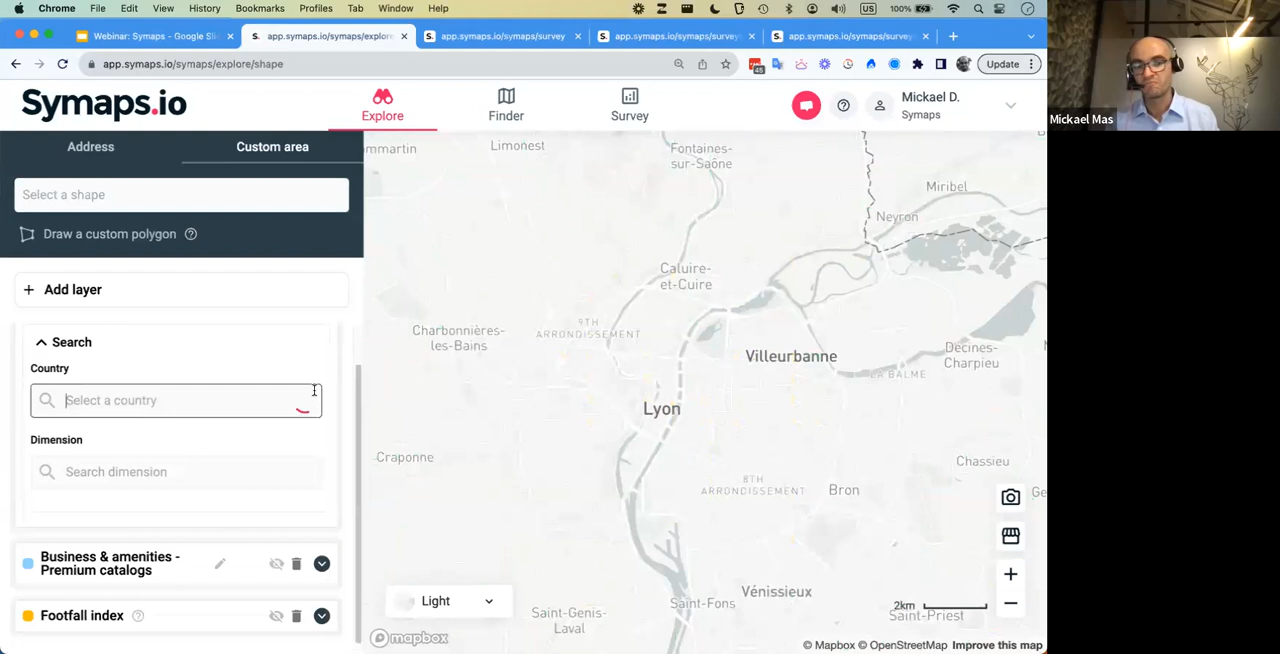 Chrome File Edit View History Bookmarks Profiles Tab Window Help US 100%
Webinar: Symaps - Google Sli
app.symaps.io/symaps/explore
app.symaps.io/symaps/survey
app.symaps.io/symaps/survey
app.symaps.io/symaps/survey
app.symaps.io/symaps/explore/shape
45
Update
Symaps.io
Explore
Finder
Survey
Mickael D.
Symaps
Mickael Mas
Address
Custom area
Select a shape
Draw a custom polygon
Add layer
Search
Country
Select a country
Dimension
Search dimension
Business & amenities -
Premium catalogs
Footfall index
Limonest
Fontaines-
sur-Saône
Miribel
Neyron
Caluire-
et-Cuire
9TH
ARRONDISSEMENT
Charbonnières-
les-Bains
Villeurbanne
LA BALME
Décines-
Charpieu
Lyon
Craponne
Chassieu
8TH
ARRONDISSEMENT
Bron
Vénissieux
Saint-Fons
Saint-Genis-
Laval
Saint-Priest
Light
2km
mapbox
© Mapbox © OpenStreetMap Improve this map